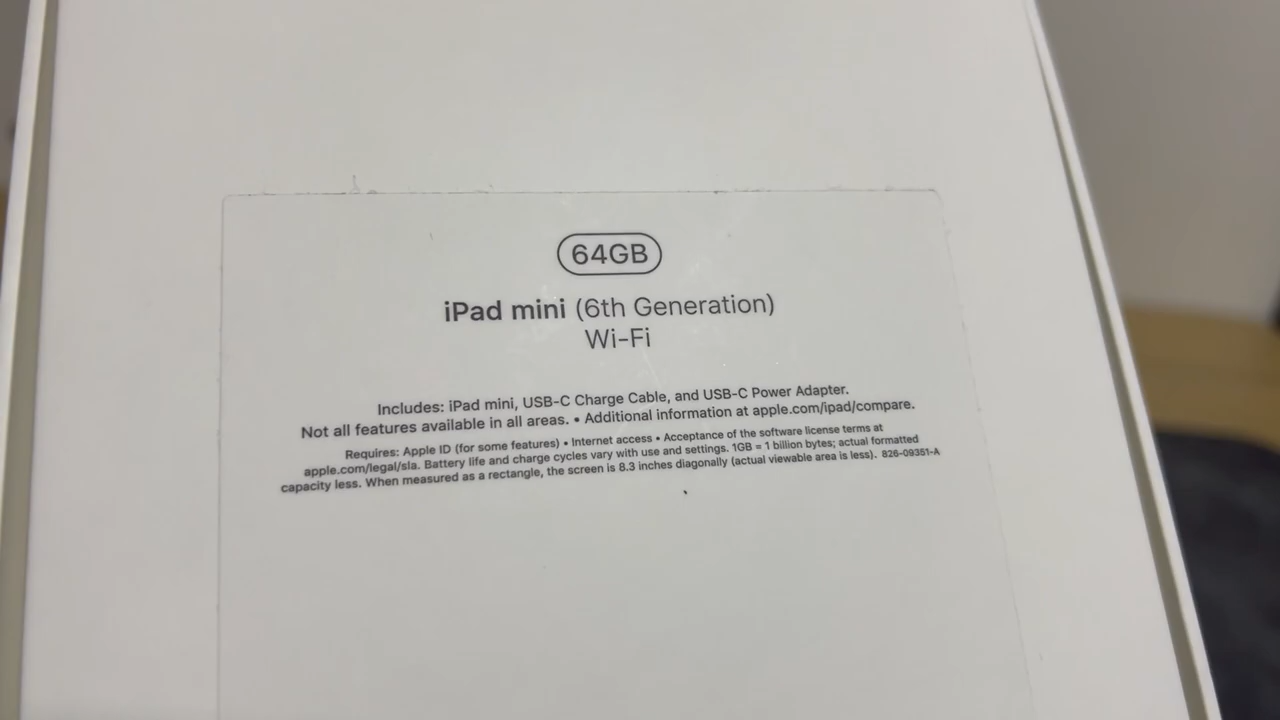 64GB
iPad mini (6th Generation)
Wi-Fi
Includes: iPad mini, USB-C Charge Cable, and USB-C Power Adapter.
Not all features available in all areas. • Additional information at apple.com/ipad/compare.
Requires: Apple ID (for some features) • Internet access • Acceptance of the software license terms at
apple.com/legal/sla. Battery life and charge cycles vary with use and settings. 1GB = 1 billion bytes; actual formatted
capacity less. When measured as a rectangle, the screen is 8.3 inches diagonally (actual viewable area is less). 826-09351-A